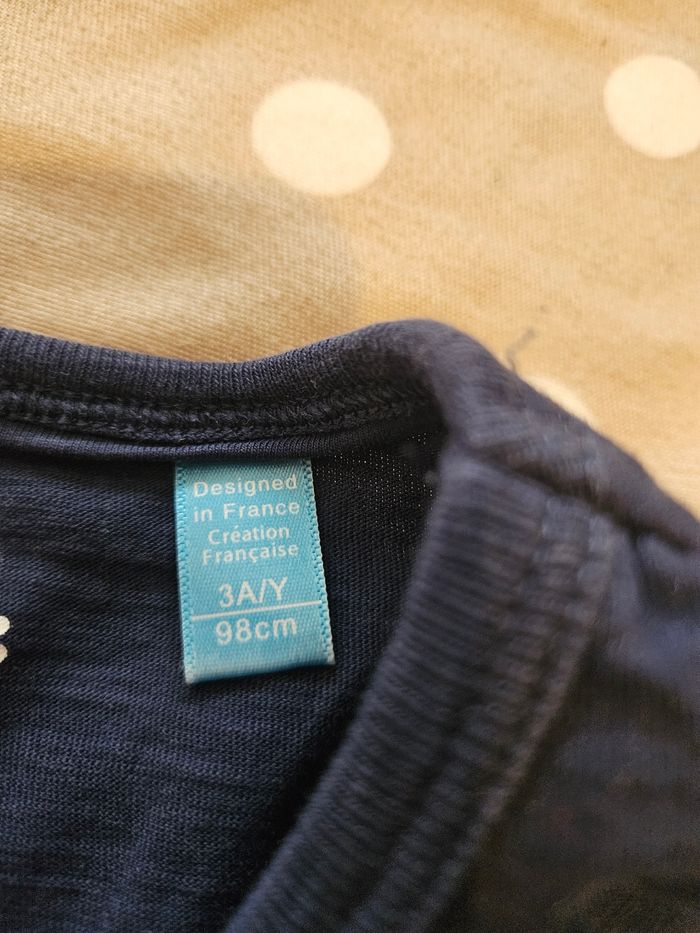 Designed
in France
Création
Française
3A/Y
98cm